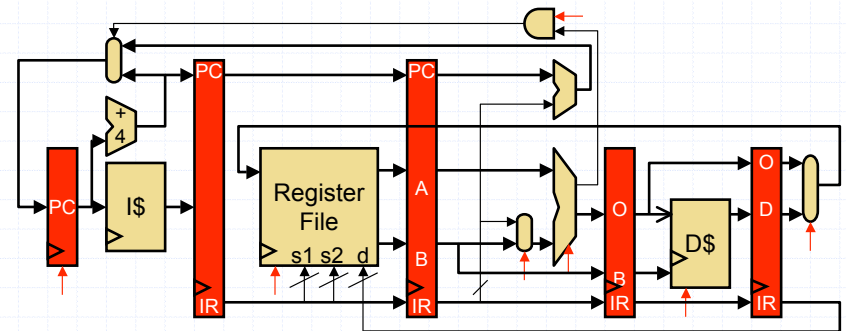 PC
PC
+
4
PC
I$
Register
File
s1 s2 d
A
B
O
D
O
D$
B
IR
IR
IR
IR